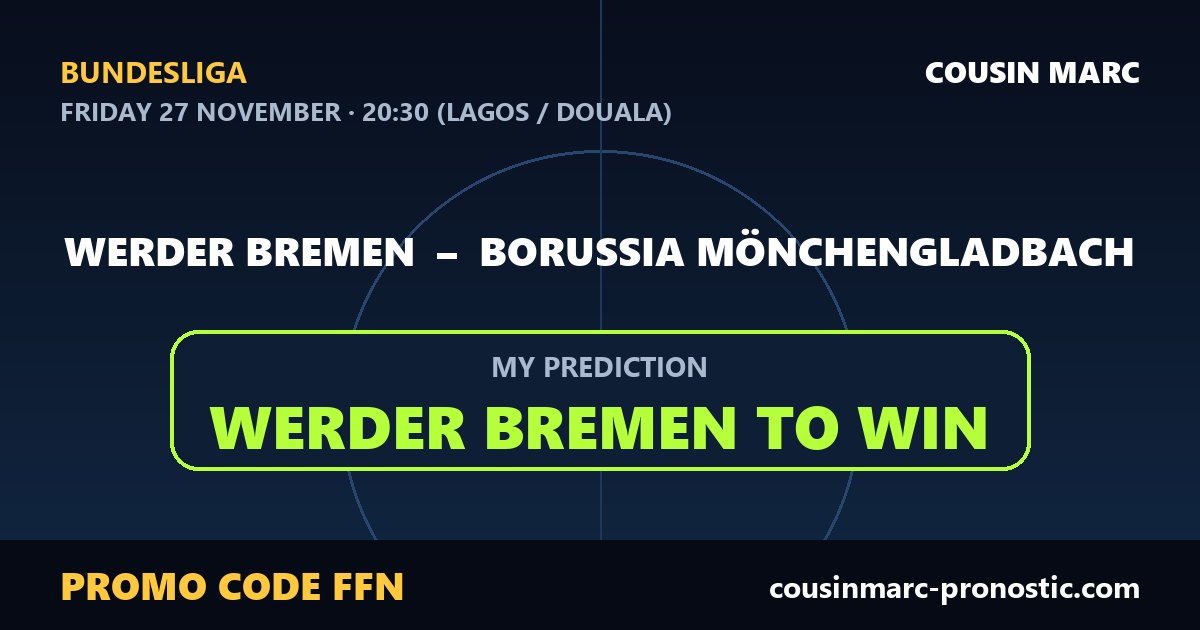 BUNDESLIGA
COUSIN MARC
FRIDAY 27 NOVEMBER · 20:30 (LAGOS / DOUALA)
WERDER BREMEN – BORUSSIA MÖNCHENGLADBACH
MY PREDICTION
WERDER BREMEN TO WIN
PROMO CODE FFN
cousinmarc-pronostic.com